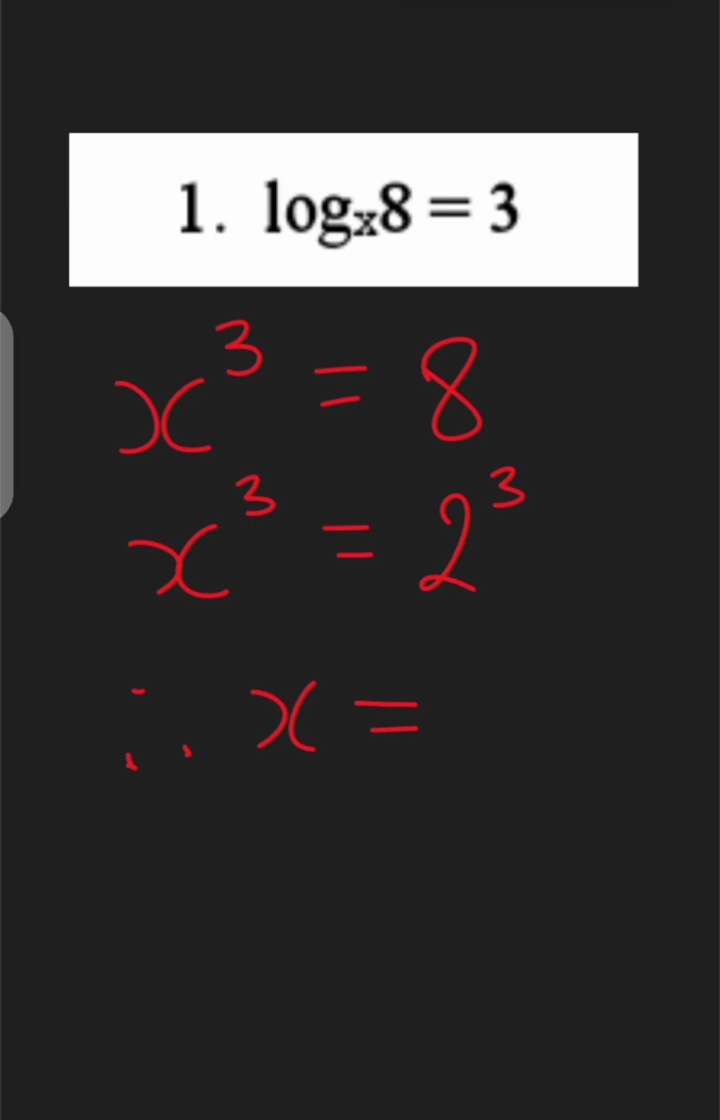 1. logₓ8 = 3
x³ = 8
x³ = 2³
∴ x =